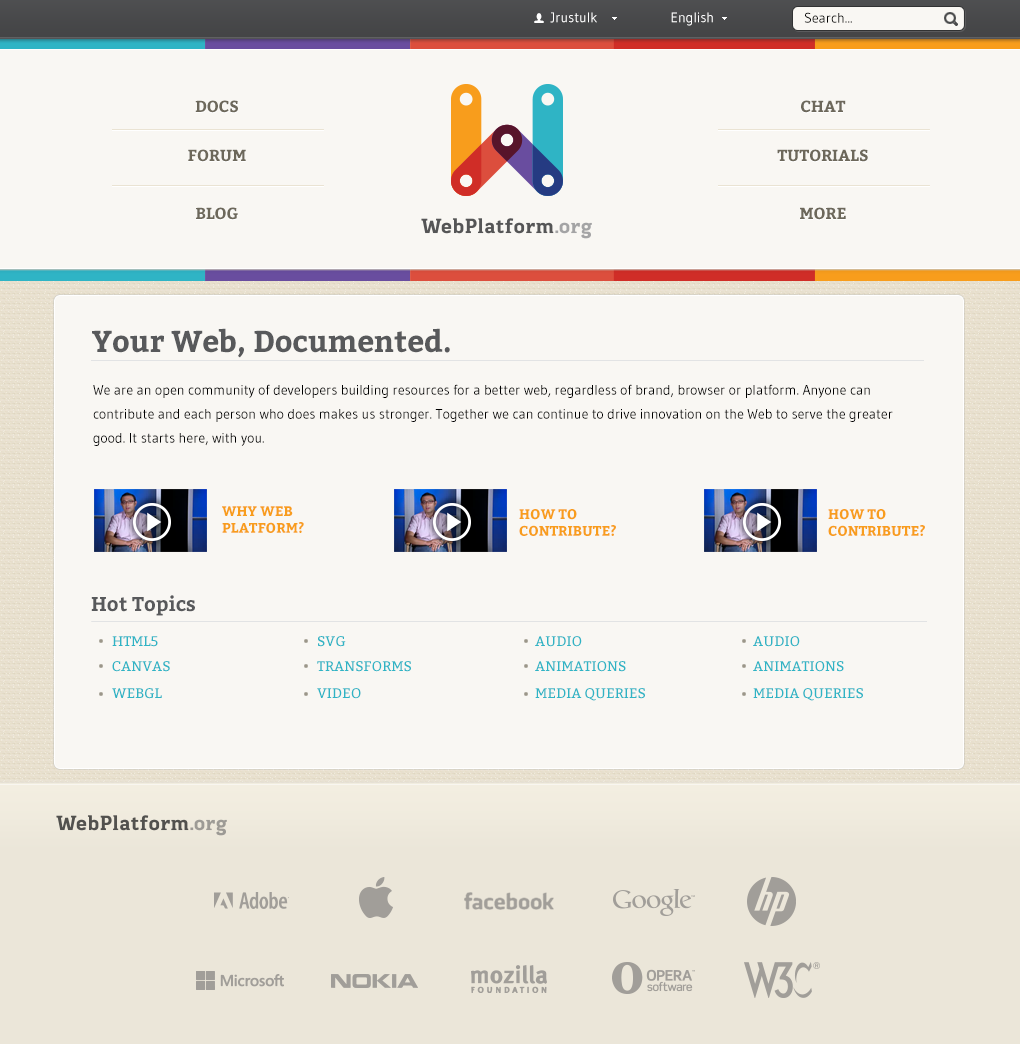 Jrustulk
English
Search...
DOCS
FORUM
BLOG
WebPlatform.org
CHAT
TUTORIALS
MORE
Your Web, Documented.
We are an open community of developers building resources for a better web, regardless of brand, browser or platform. Anyone can
contribute and each person who does makes us stronger. Together we can continue to drive innovation on the Web to serve the greater
good. It starts here, with you.
WHY WEB
PLATFORM?
HOW TO
CONTRIBUTE?
HOW TO
CONTRIBUTE?
Hot Topics
HTML5
CANVAS
WEBGL
SVG
TRANSFORMS
VIDEO
AUDIO
ANIMATIONS
MEDIA QUERIES
AUDIO
ANIMATIONS
MEDIA QUERIES
WebPlatform.org
Adobe
facebook
Google™
hp
Microsoft
NOKIA
mozilla
FOUNDATION
OPERA™
software
W3C®